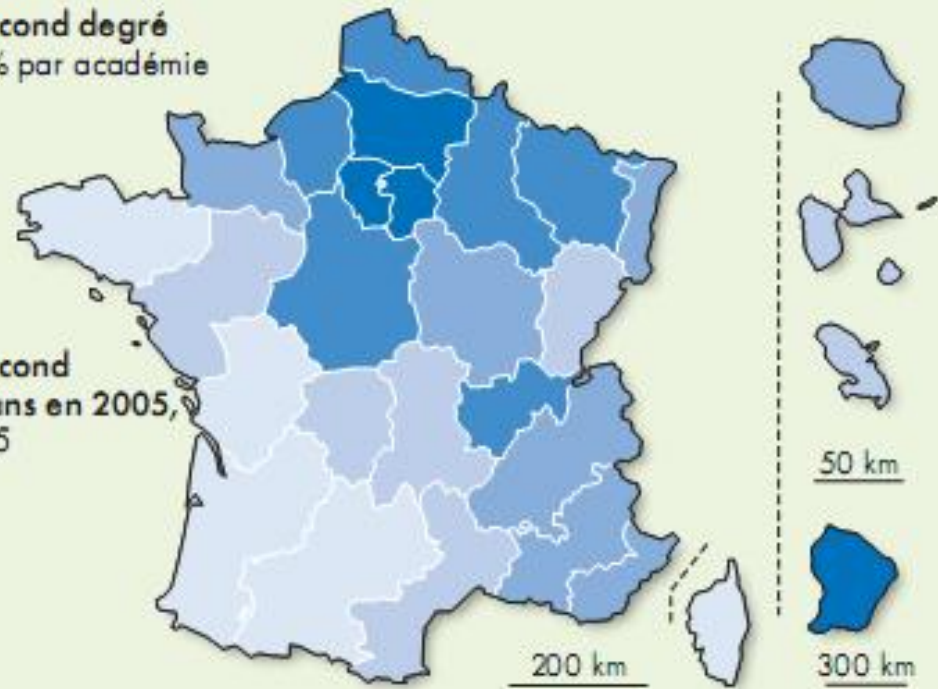 cond degré
% par académie
cond
ans en 2005,
5
50 km
200 km
300 km